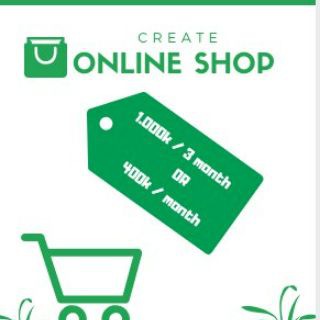 CREATE
ONLINE SHOP
1.000k / 3 month
OR
400k / month